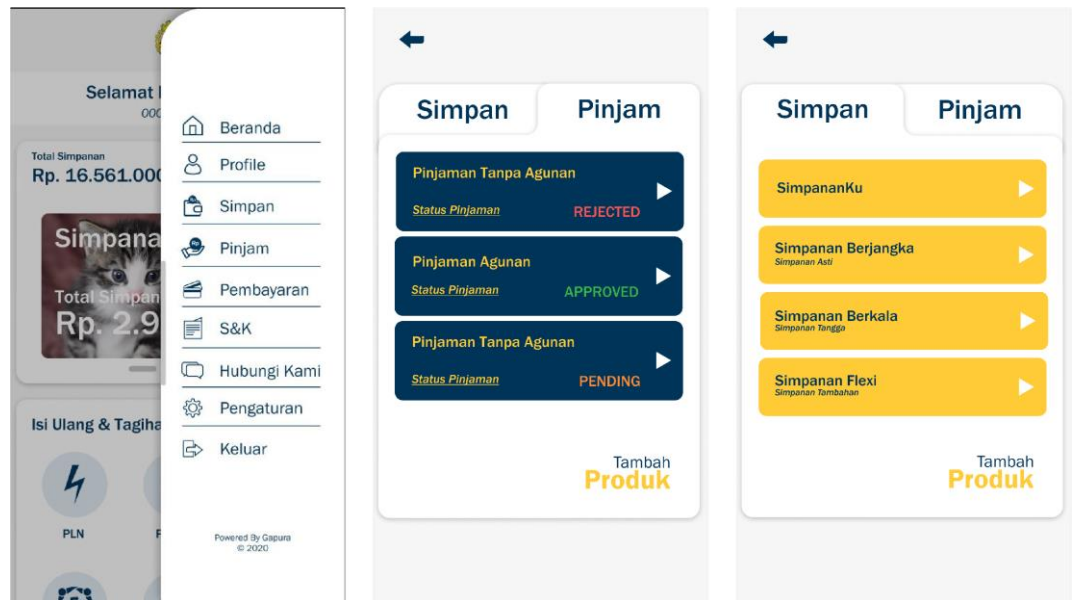 Selamat
000
Total Simpanan
Rp. 16.561.000
Simpana
Total Simpan
Rp. 2.9
Isi Ulang & Tagiha
PLN
Beranda
Profile
Simpan
Pinjam
Pembayaran
S&K
Hubungi Kami
Pengaturan
Keluar
Powered By Gapura
© 2020
Simpan
Pinjam
Pinjaman Tanpa Agunan
Status Pinjaman REJECTED
Pinjaman Agunan
Status Pinjaman APPROVED
Pinjaman Tanpa Agunan
Status Pinjaman PENDING
Tambah
Produk
Simpan
Pinjam
SimpananKu
Simpanan Berjangka
Simpanan Asti
Simpanan Berkala
Simpanan Tangga
Simpanan Flexi
Simpanan Tambahan
Tambah
Produk